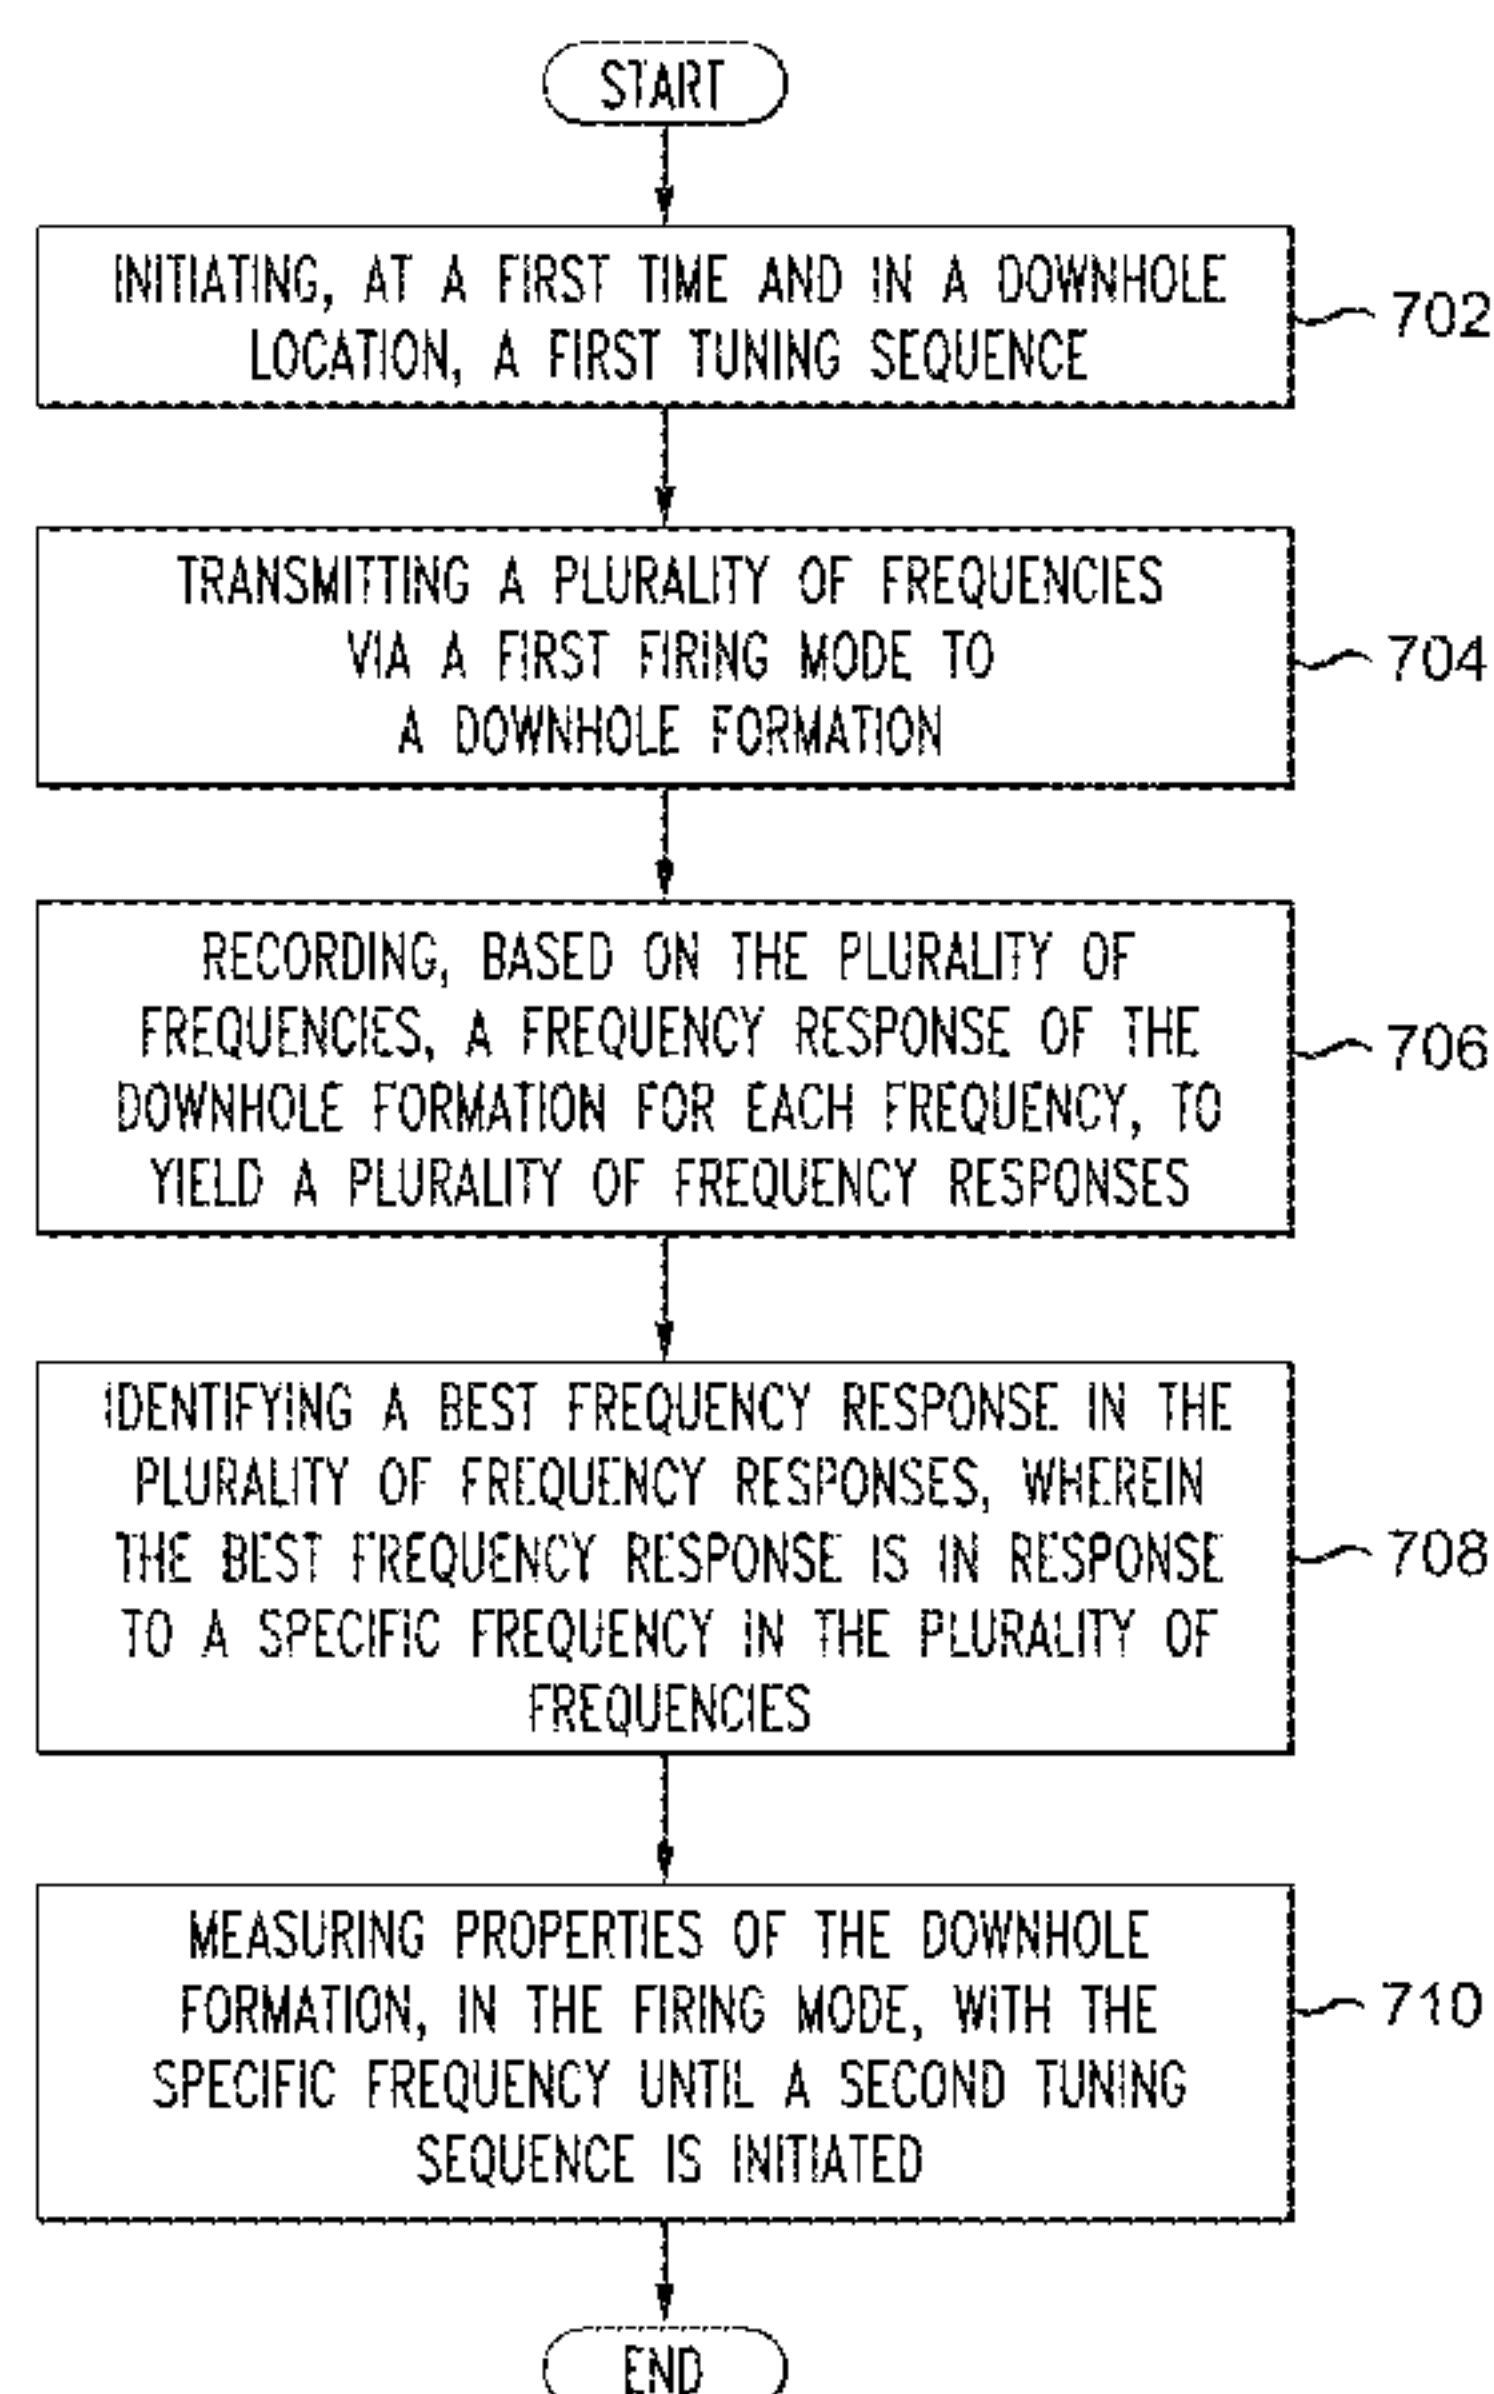 START
INITIATING, AT A FIRST TIME AND IN A DOWNHOLE
LOCATION, A FIRST TUNING SEQUENCE
702
TRANSMITTING A PLURALITY OF FREQUENCIES
VIA A FIRST FIRING MODE TO
A DOWNHOLE FORMATION
704
RECORDING, BASED ON THE PLURALITY OF
FREQUENCIES, A FREQUENCY RESPONSE OF THE
DOWNHOLE FORMATION FOR EACH FREQUENCY, TO
YIELD A PLURALITY OF FREQUENCY RESPONSES
706
IDENTIFYING A BEST FREQUENCY RESPONSE IN THE
PLURALITY OF FREQUENCY RESPONSES, WHEREIN
THE BEST FREQUENCY RESPONSE IS IN RESPONSE
TO A SPECIFIC FREQUENCY IN THE PLURALITY OF
FREQUENCIES
708
MEASURING PROPERTIES OF THE DOWNHOLE
FORMATION, IN THE FIRING MODE, WITH THE
SPECIFIC FREQUENCY UNTIL A SECOND TUNING
SEQUENCE IS INITIATED
710
END